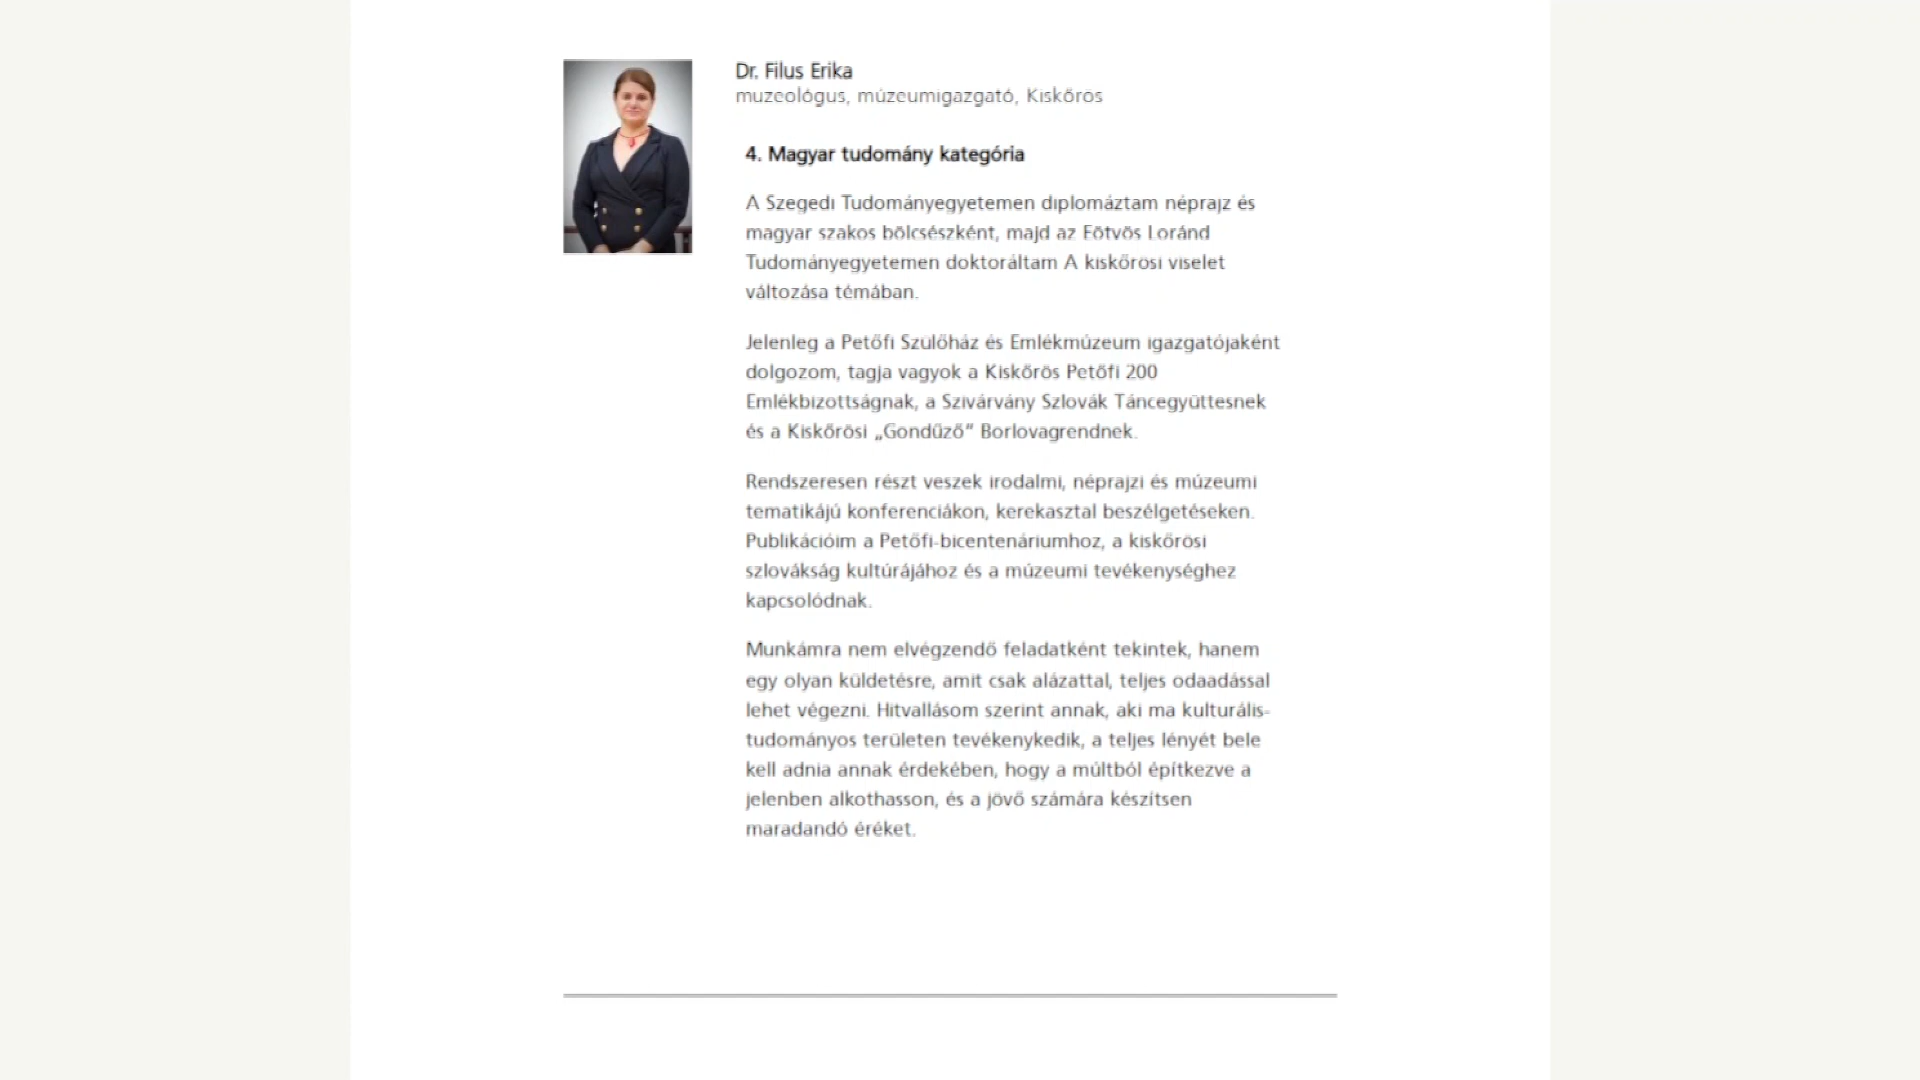 Dr. Filus Erika
muzeológus, múzeumigazgató, Kiskőrös
4. Magyar tudomány kategória
A Szegedi Tudományegyetemen diplomáztam néprajz és
magyar szakos bölcsészként, majd az Eötvös Loránd
Tudományegyetemen doktoráltam A kiskőrösi viselet
változása témában.
Jelenleg a Petőfi Szülőház és Emlékmúzeum igazgatójaként
dolgozom, tagja vagyok a Kiskőrös Petőfi 200
Emlékbizottságnak, a Szivárvány Szlovák Táncegyüttesnek
és a Kiskőrösi „Gondűző” Borlovagrendnek.
Rendszeresen részt veszek irodalmi, néprajzi és múzeumi
tematikájú konferenciákon, kerekasztal beszélgetéseken.
Publikációim a Petőfi-bicentenáriumhoz, a kiskőrösi
szlovákság kultúrájához és a múzeumi tevékenységhez
kapcsolódnak.
Munkámra nem elvégzendő feladatként tekintek, hanem
egy olyan küldetésre, amit csak alázattal, teljes odaadással
lehet végezni. Hitvallásom szerint annak, aki ma kulturális-
tudományos területen tevékenykedik, a teljes lényét bele
kell adnia annak érdekében, hogy a múltból építkezve a
jelenben alkothasson, és a jövő számára készítsen
maradandó éréket.